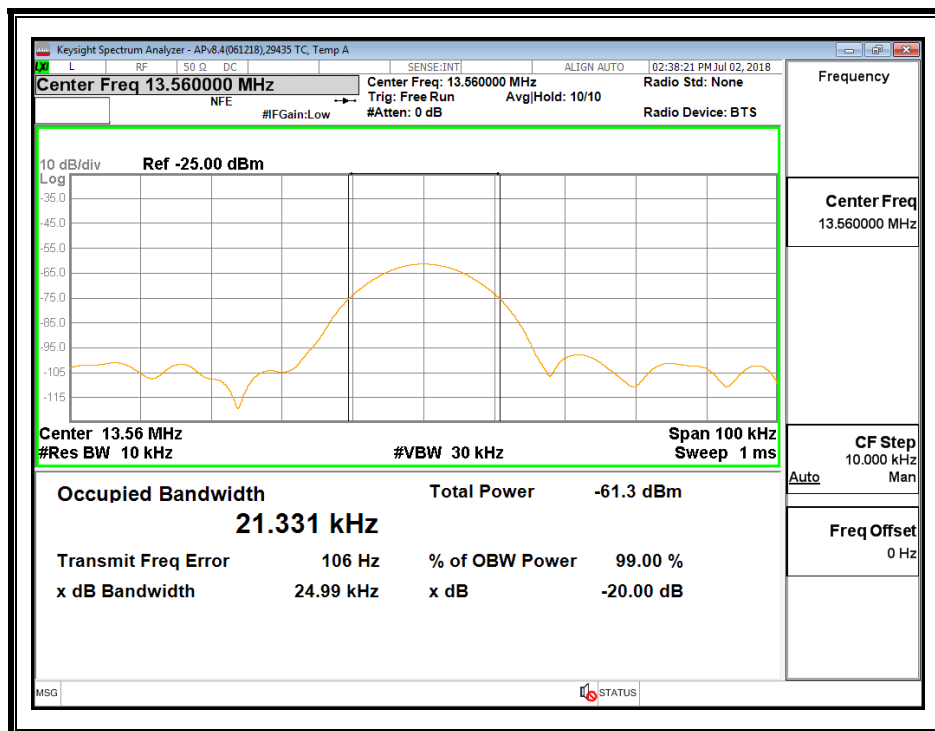 Keysight Spectrum Analyzer - APv8.4(061218),29435 TC, Temp A
LXI L RF 50 Ω DC SENSE:INT ALIGN AUTO 02:38:21 PM Jul 02, 2018
Center Freq 13.560000 MHz
NFE
#IFGain:Low
Center Freq: 13.560000 MHz
Trig: Free Run Avg|Hold: 10/10
#Atten: 0 dB
Radio Std: None
Radio Device: BTS
10 dB/div Ref -25.00 dBm
Log
-35.0
-45.0
-55.0
-65.0
-75.0
-85.0
-95.0
-105
-115
Center 13.56 MHz Span 100 kHz
#Res BW 10 kHz #VBW 30 kHz Sweep 1 ms
Occupied Bandwidth Total Power -61.3 dBm
21.331 kHz
Transmit Freq Error 106 Hz % of OBW Power 99.00 %
x dB Bandwidth 24.99 kHz x dB -20.00 dB
MSG STATUS
Frequency
Center Freq
13.560000 MHz
CF Step
10.000 kHz
Auto Man
Freq Offset
0 Hz